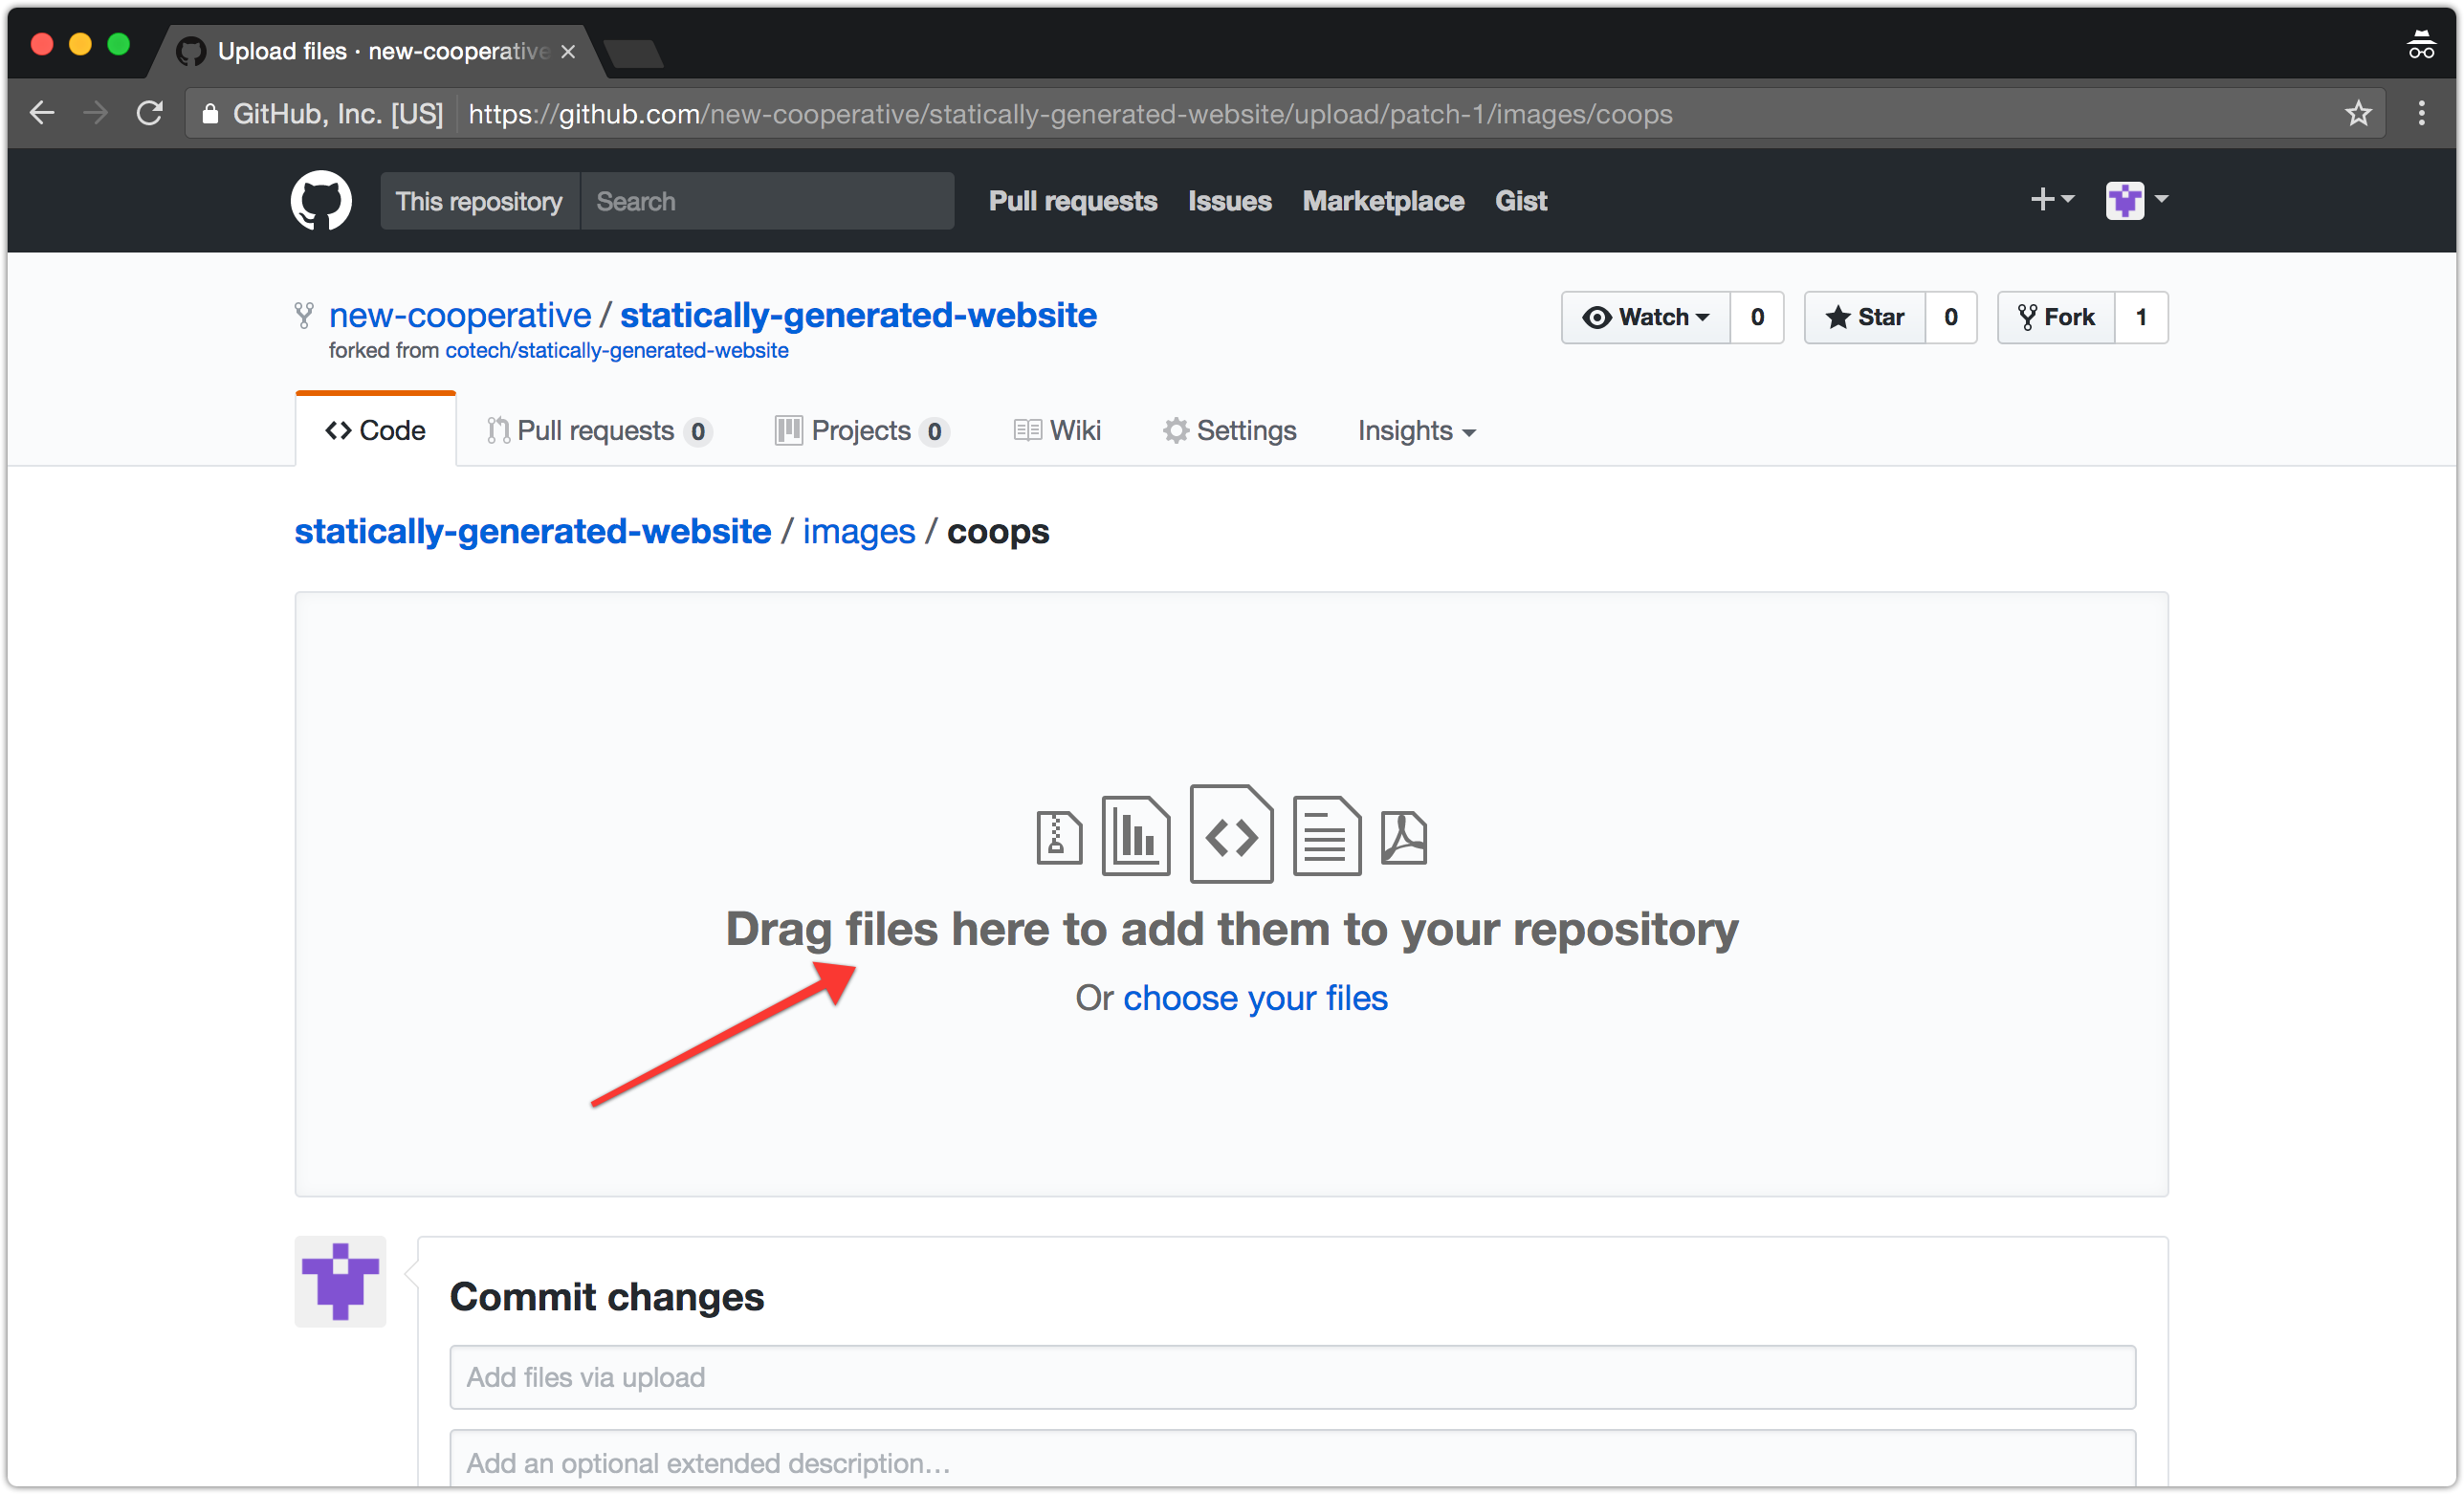 Upload files · new-cooperative
GitHub, Inc. [US] https://github.com/new-cooperative/statically-generated-website/upload/patch-1/images/coops
This repository Search Pull requests Issues Marketplace Gist
new-cooperative / statically-generated-website Watch 0 Star 0 Fork 1
forked from cotech/statically-generated-website
Code Pull requests 0 Projects 0 Wiki Settings Insights
statically-generated-website / images / coops
Drag files here to add them to your repository
Or choose your files
Commit changes
Add files via upload
Add an optional extended description…